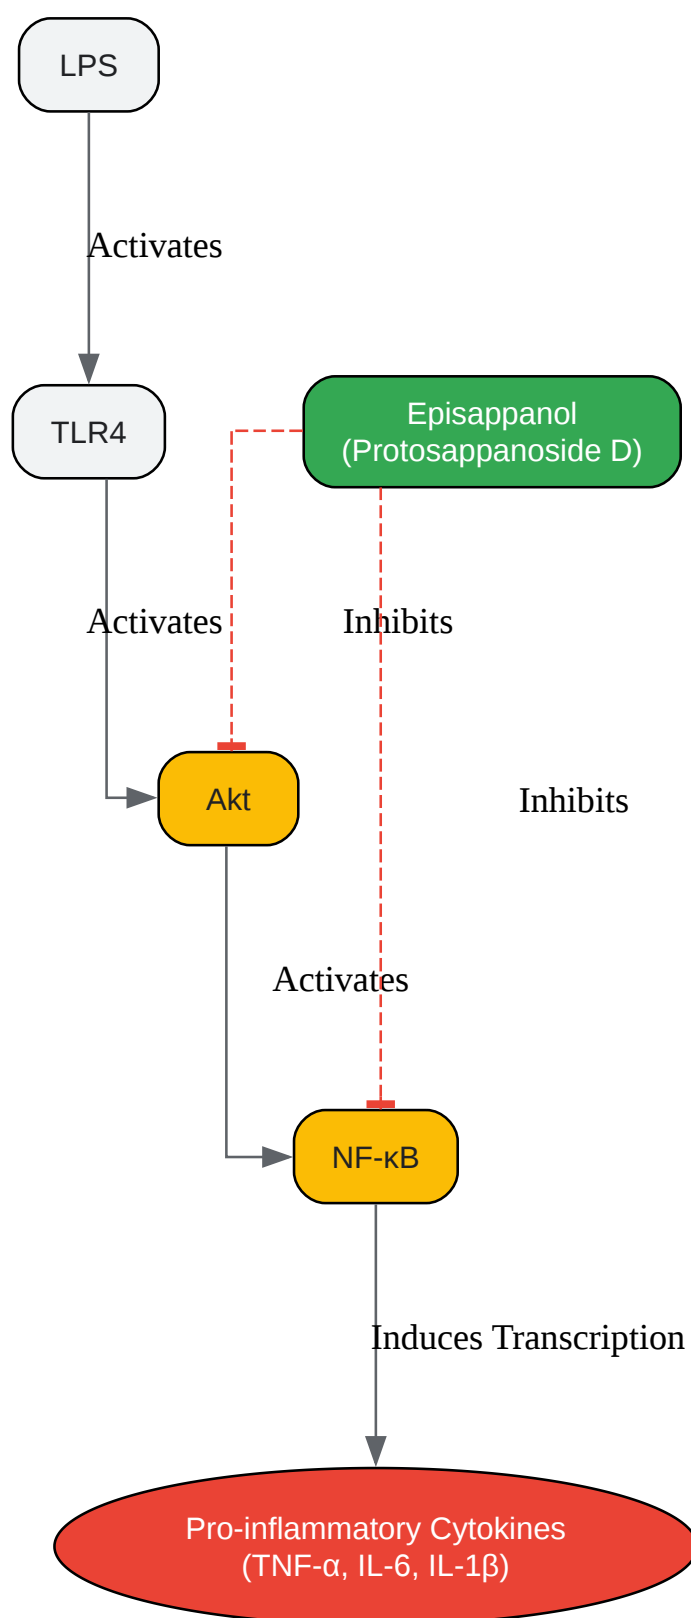 LPS
Activates
TLR4
Episappanol
(Protosappanoside D)
Activates
Inhibits
Akt
Inhibits
Activates
NF-κB
Induces Transcription
Pro-inflammatory Cytokines
(TNF-α, IL-6, IL-1β)